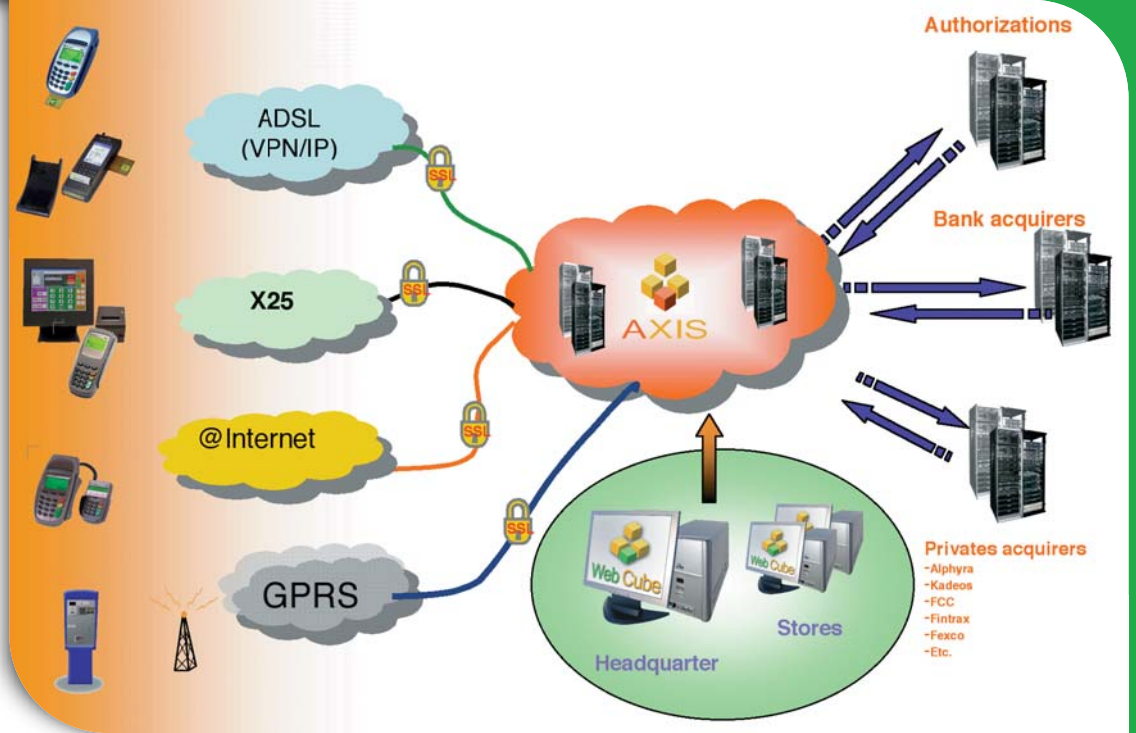 Authorizations
ADSL
(VPN/IP)
SSL
Bank acquirers
X25
SSL
AXIS
@Internet
SSL
SSL
GPRS
Web Cube
Web Cube
Stores
Headquarter
Privates acquirers
-Alphyra
-Kadeos
-FCC
-Fintrax
-Fexco
-Etc.